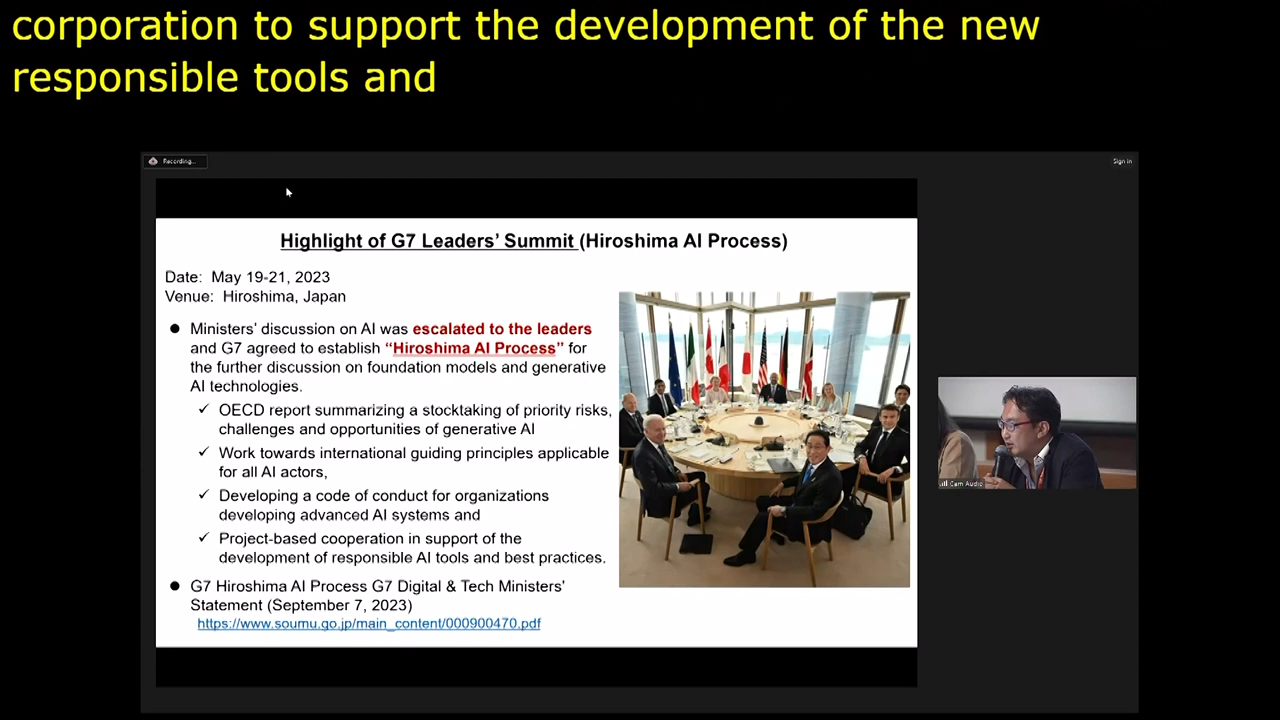 corporation to support the development of the new
responsible tools and
Recording...
Sign in
Highlight of G7 Leaders’ Summit (Hiroshima AI Process)
Date: May 19-21, 2023
Venue: Hiroshima, Japan
● Ministers’ discussion on AI was escalated to the leaders
and G7 agreed to establish “Hiroshima AI Process” for
the further discussion on foundation models and generative
AI technologies.
✓ OECD report summarizing a stocktaking of priority risks,
challenges and opportunities of generative AI
✓ Work towards international guiding principles applicable
for all AI actors,
✓ Developing a code of conduct for organizations
developing advanced AI systems and
✓ Project-based cooperation in support of the
development of responsible AI tools and best practices.
● G7 Hiroshima AI Process G7 Digital & Tech Ministers'
Statement (September 7, 2023)
https://www.soumu.go.jp/main_content/000900470.pdf
Cam Audio